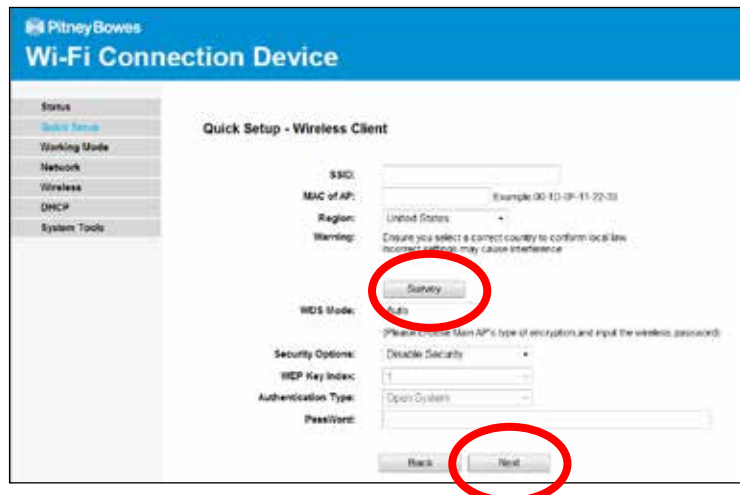 PitneyBowes
Wi-Fi Connection Device
Status
Quick Setup
Working Mode
Network
Wireless
DHCP
System Tools
Quick Setup - Wireless Client
SSID:
MAC of AP:
Example:00-1D-0F-11-22-33
Region:
United States
Warning:
Ensure you select a correct country to conform local law
Incorrect settings may cause interference
Survey
WDS Mode:
Auto
(Please choose Main AP's type of encryption,and input the wireless password)
Security Options:
Disable Security
WEP Key Index:
1
Authentication Type:
Open System
PassWord:
Back
Next